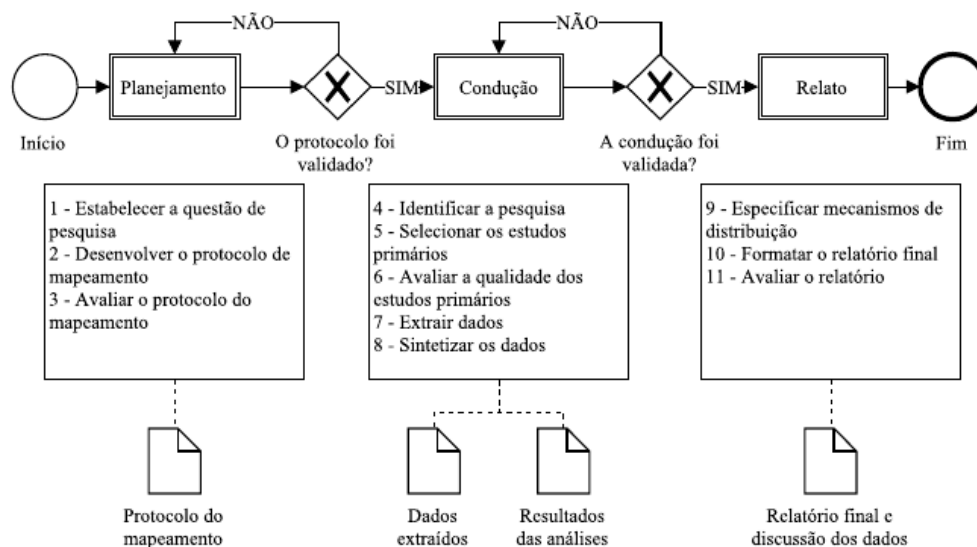 NÃO
NÃO
Planejamento
SIM
Condução
SIM
Relato
Início
O protocolo foi
validado?
A condução foi
validada?
Fim
1 - Estabelecer a questão de
pesquisa
2 - Desenvolver o protocolo de
mapeamento
3 - Avaliar o protocolo do
mapeamento
4 - Identificar a pesquisa
5 - Selecionar os estudos
primários
6 - Avaliar a qualidade dos
estudos primários
7 - Extrair dados
8 - Sintetizar os dados
9 - Especificar mecanismos de
distribuição
10 - Formatar o relatório final
11 - Avaliar o relatório
Protocolo do
mapeamento
Dados
extraídos
Resultados
das análises
Relatório final e
discussão dos dados